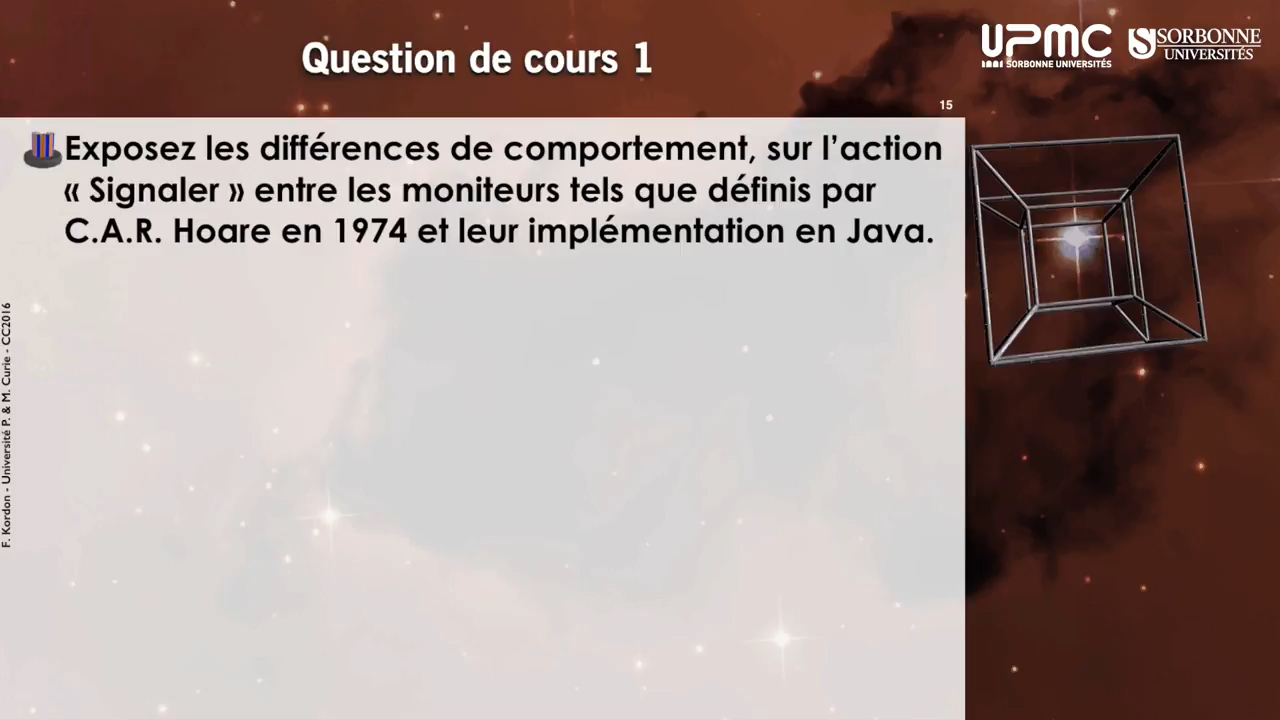 Question de cours 1
UPMC
SORBONNE UNIVERSITÉS
SORBONNE
UNIVERSITÉS
15
Exposez les différences de comportement, sur l’action
« Signaler » entre les moniteurs tels que définis par
C.A.R. Hoare en 1974 et leur implémentation en Java.
F. Kordon - Université P. & M. Curie - CC2016